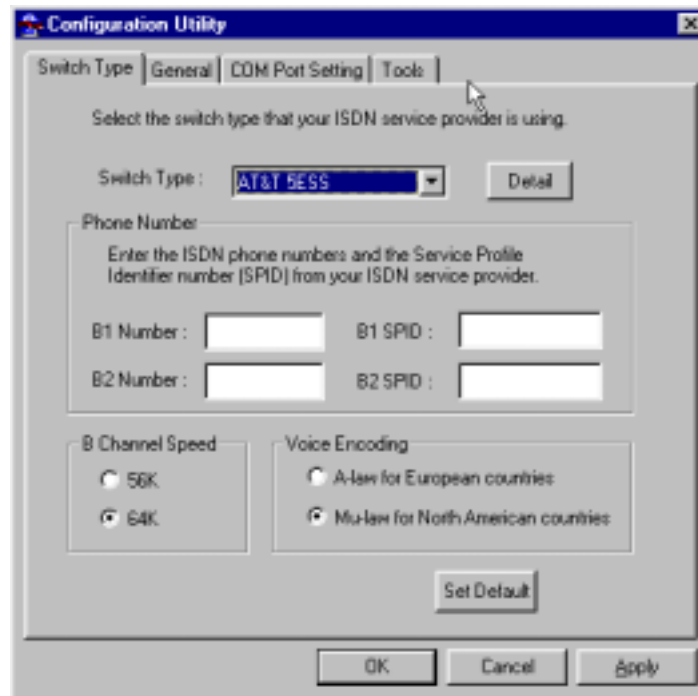 Configuration Utility
Switch Type General COM Port Setting Tools
Select the switch type that your ISDN service provider is using.
Switch Type : AT&T 5ESS Detail
Phone Number
Enter the ISDN phone numbers and the Service Profile
Identifier number (SPID) from your ISDN service provider.
B1 Number : B1 SPID :
B2 Number : B2 SPID :
B Channel Speed Voice Encoding
56K A-law for European countries
64K Mu-law for North American countries
Set Default
OK Cancel Apply